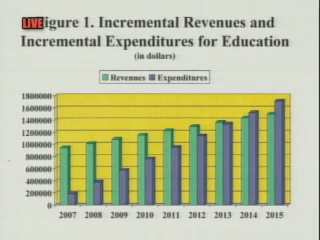 LIVE igure 1. Incremental Revenues and
Incremental Expenditures for Education
(in dollars)
Revenues Expenditures
1800000
1600000
1400000
1200000
1000000
800000
600000
400000
200000
0
2007 2008 2009 2010 2011 2012 2013 2014 2015